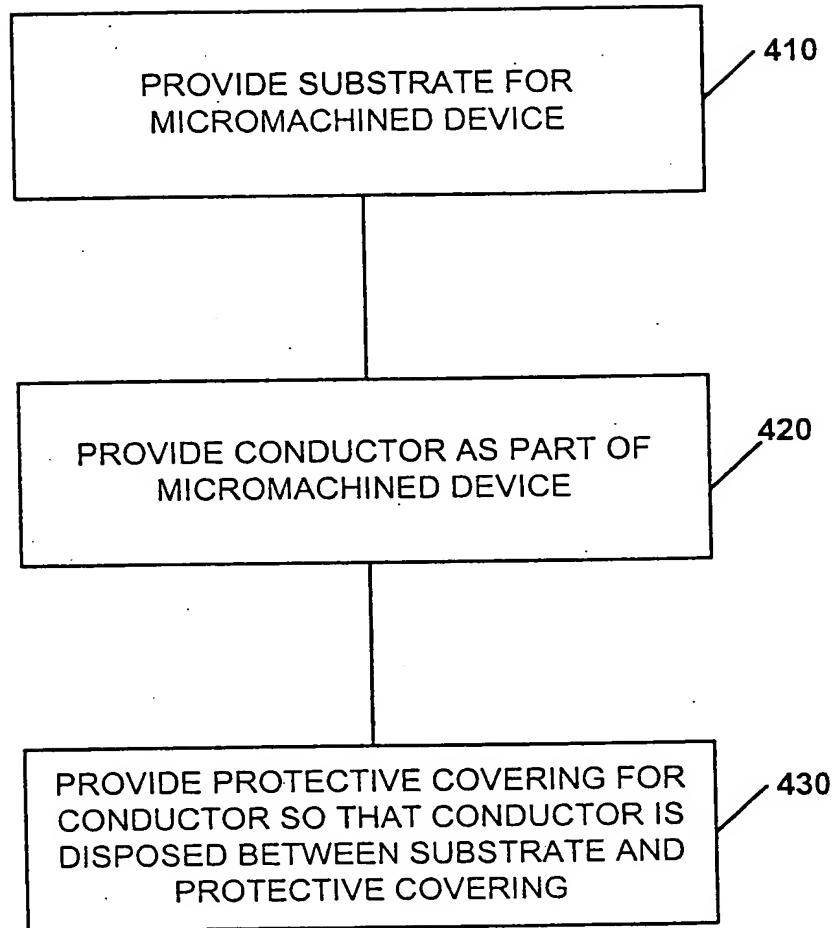 PROVIDE SUBSTRATE FOR
MICROMACHINED DEVICE
410
PROVIDE CONDUCTOR AS PART OF
MICROMACHINED DEVICE
420
PROVIDE PROTECTIVE COVERING FOR
CONDUCTOR SO THAT CONDUCTOR IS
DISPOSED BETWEEN SUBSTRATE AND
PROTECTIVE COVERING
430